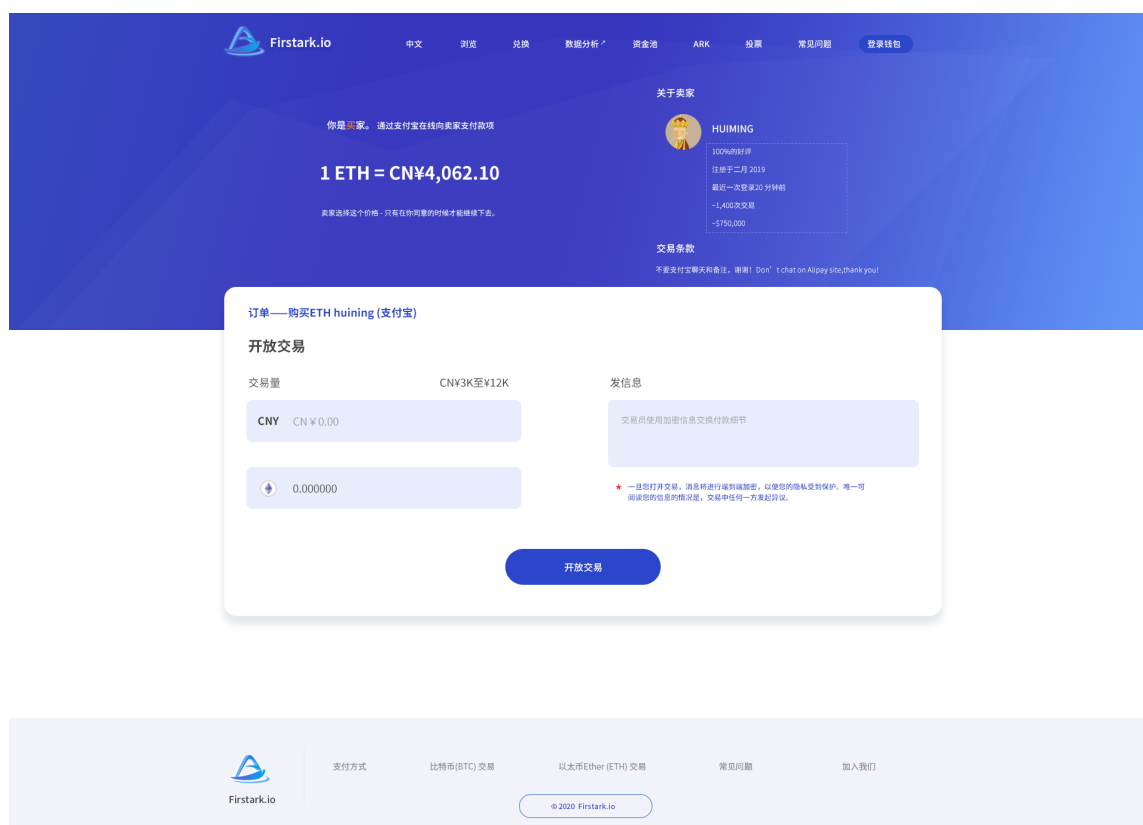 Firstark.io
中文
浏览
兑换
数据分析↗
资金池
ARK
投票
常见问题
登录钱包
你是买家。 通过支付宝在线向卖家支付款项
1 ETH = CN¥4,062.10
卖家选择这个价格 - 只有在你同意的时候才能继续下去。
关于卖家
HUIMING
100%的好评
注册于二月 2019
最近一次登录20 分钟前
~1,400次交易
~$750,000
交易条款
不要支付宝聊天和备注，谢谢！Don't chat on Alipay site,thank you!
订单——购买ETH huining (支付宝)
开放交易
交易量
CN¥3K至¥12K
CNY CN￥0.00
0.000000
发信息
交易员使用加密信息交换付款细节
* 一旦您打开交易，消息将进行端到端加密，以便您的隐私受到保护。唯一可
阅读您的信息的情况是，交易中任何一方发起异议。
开放交易
Firstark.io
支付方式
比特币(BTC) 交易
以太币Ether (ETH) 交易
常见问题
加入我们
© 2020 Firstark.io